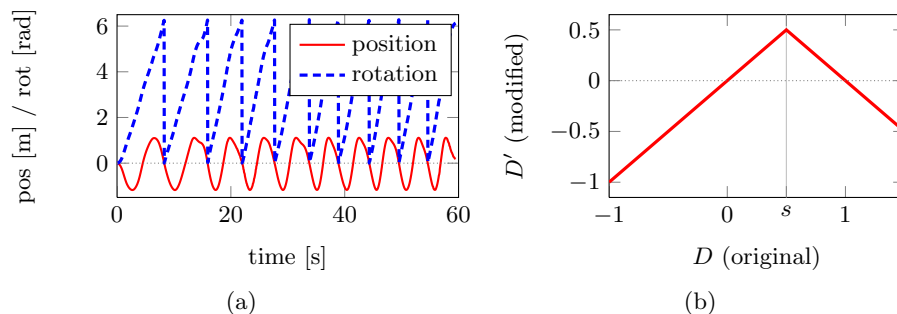 6
4
2
0
0
20
40
60
pos [m] / rot [rad]
time [s]
position
rotation
(a)
0.5
0
−0.5
−1
−1
0
s
1
D′ (modified)
D (original)
(b)